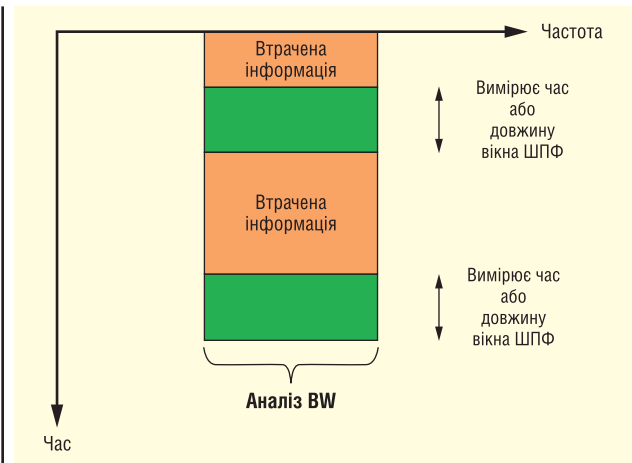 Частота
Втрачена
інформація
Вимірює час
або
довжину
вікна ШПФ
Втрачена
інформація
Вимірює час
або
довжину
вікна ШПФ
Аналіз BW
Час